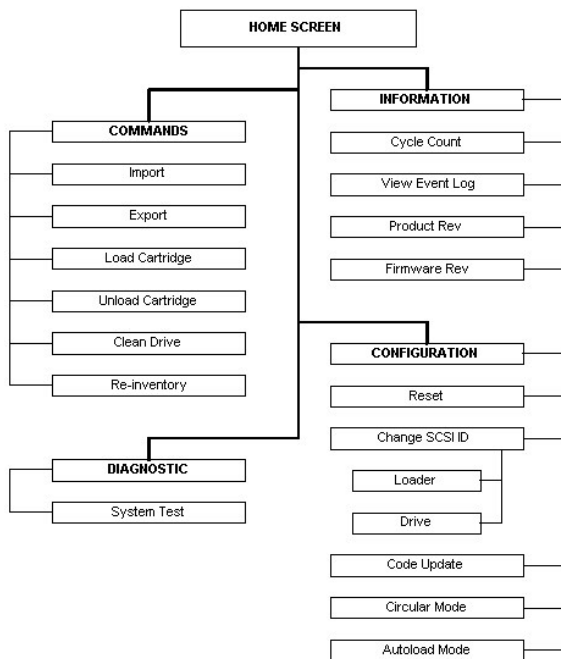 HOME SCREEN
COMMANDS
Import
Export
Load Cartridge
Unload Cartridge
Clean Drive
Re-inventory
DIAGNOSTIC
System Test
INFORMATION
Cycle Count
View Event Log
Product Rev
Firmware Rev
CONFIGURATION
Reset
Change SCSI ID
Loader
Drive
Code Update
Circular Mode
Autoload Mode